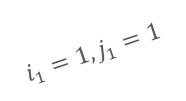 i₁ = 1, j₁ = 1